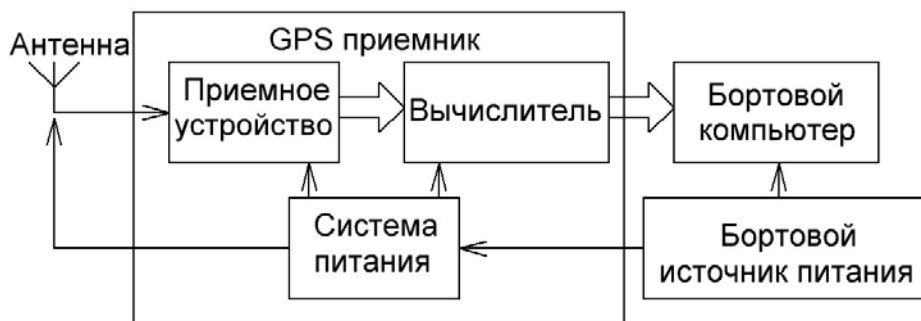 Антенна
GPS приемник
Приемное
устройство
Вычислитель
Бортовой
компьютер
Система
питания
Бортовой
источник питания